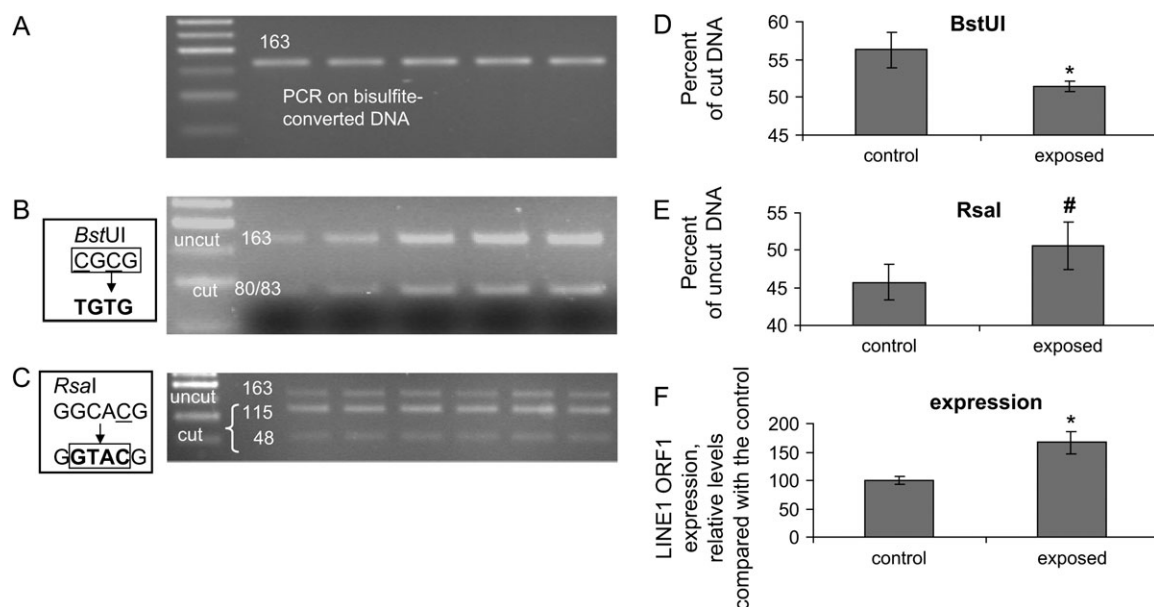 A
163
PCR on bisulfite-
converted DNA
B
BstUI
CGCG
TGTG
uncut 163
cut 80/83
C
RsaI
GGCACG
GGTACG
163
uncut
115
cut
48
D
BstUI
Percent
of cut DNA
60
55
50
45
*
control exposed
E
RsaI
Percent
of uncut DNA
55
50
45
40
#
control exposed
F
expression
LINE1 ORF1
expression,
relative levels
compared with the control
200
150
100
50
0
*
control exposed